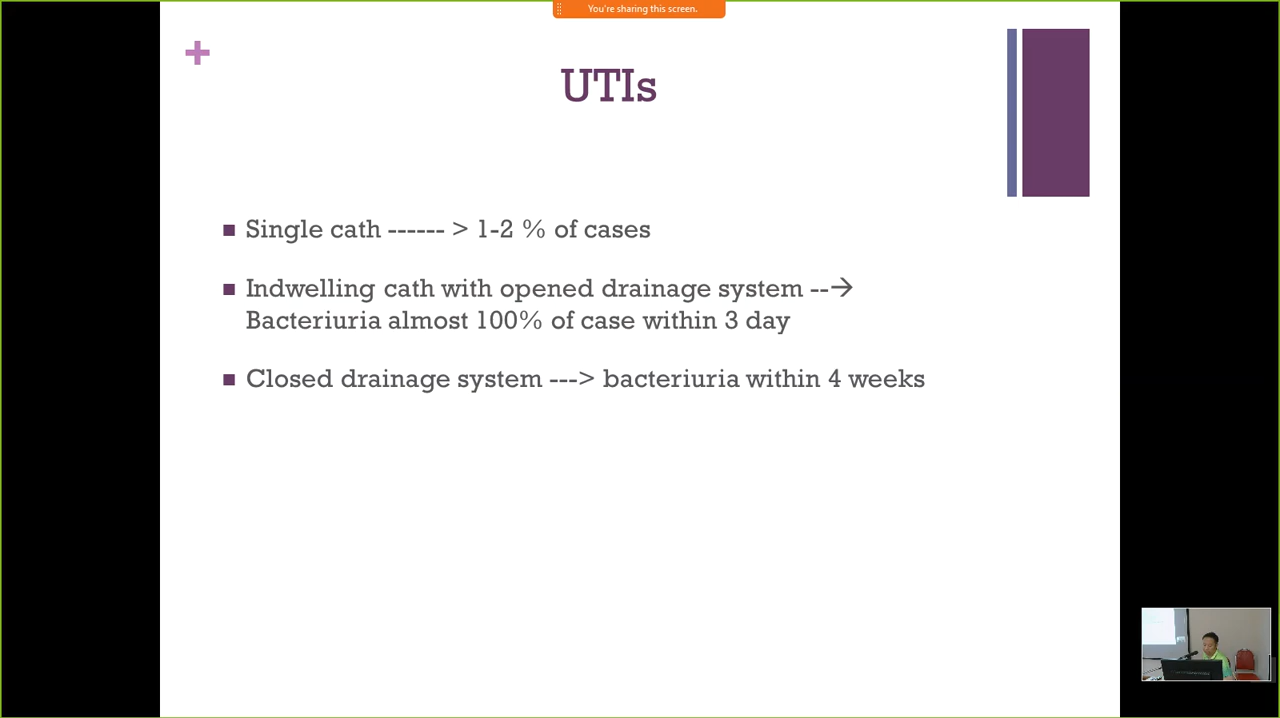 You're sharing this screen.
UTIs
Single cath ------ > 1-2 % of cases
Indwelling cath with opened drainage system --→
Bacteriuria almost 100% of case within 3 day
Closed drainage system ---> bacteriuria within 4 weeks